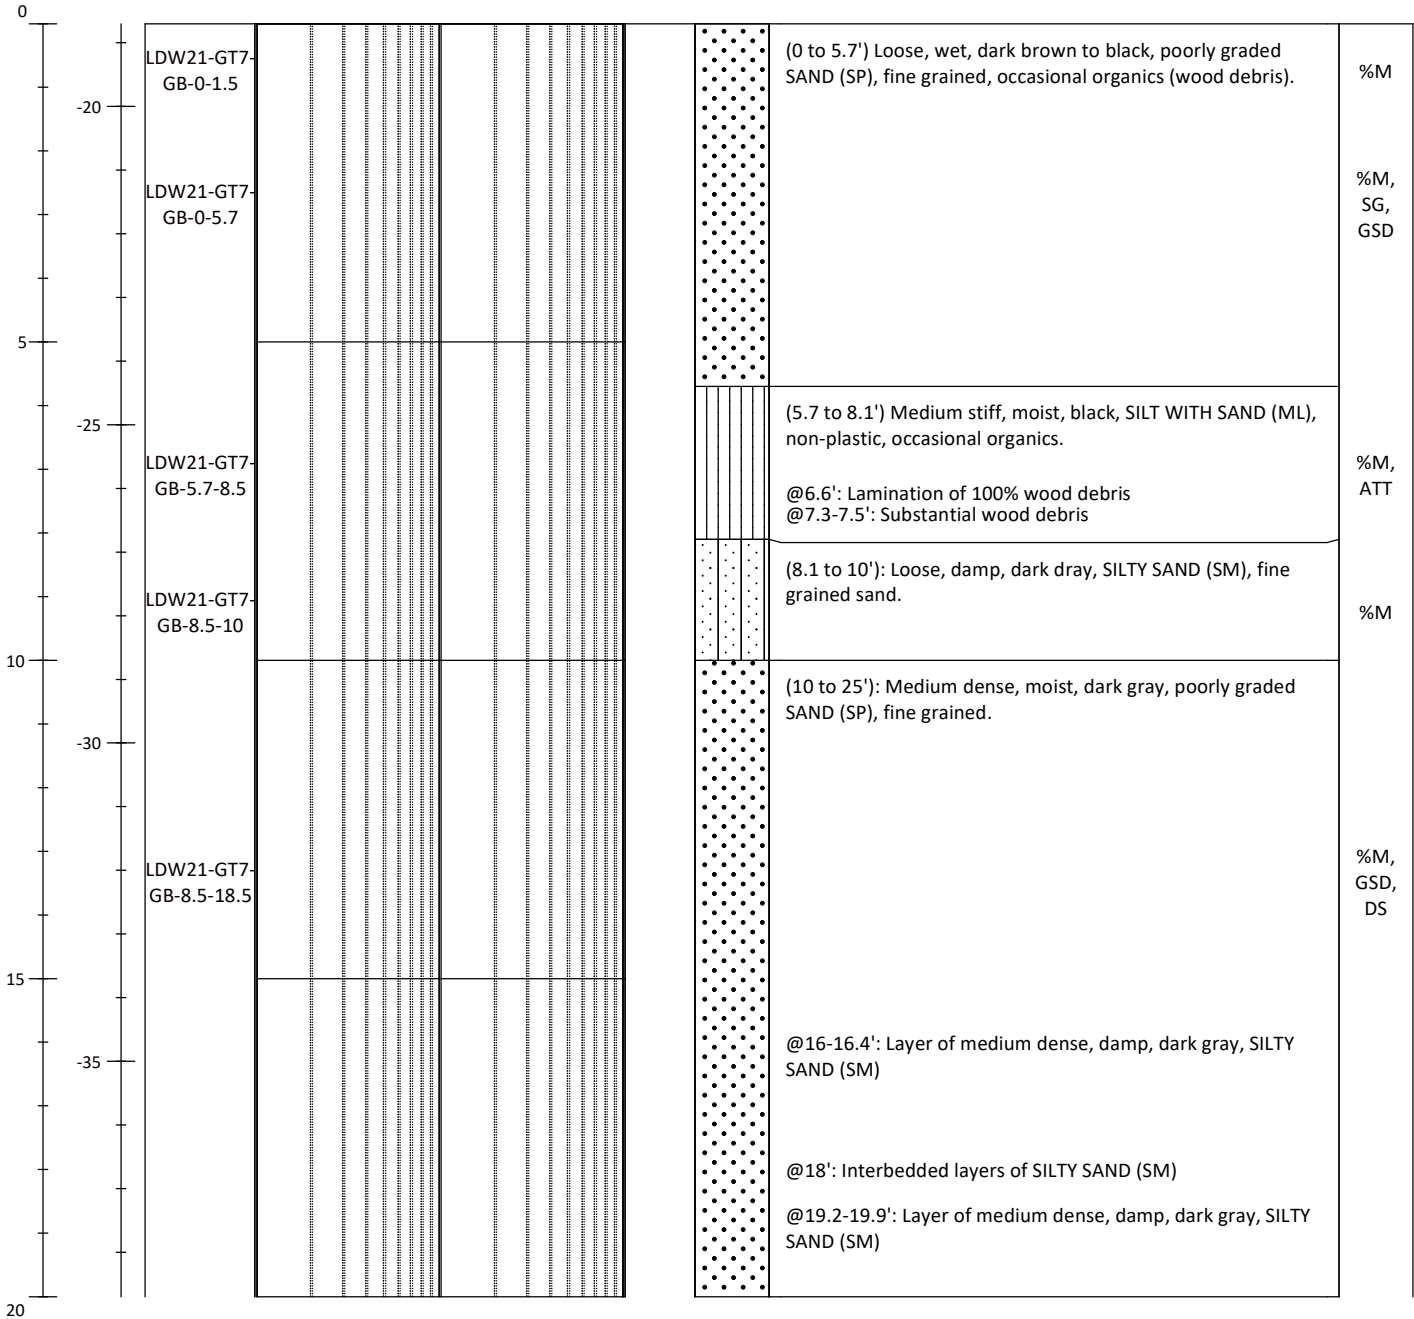 0
LDW21-GT7-
GB-0-1.5
(0 to 5.7') Loose, wet, dark brown to black, poorly graded
SAND (SP), fine grained, occasional organics (wood debris).
%M
-20
LDW21-GT7-
GB-0-5.7
%M,
SG,
GSD
5
(5.7 to 8.1') Medium stiff, moist, black, SILT WITH SAND (ML),
non-plastic, occasional organics.
-25
LDW21-GT7-
GB-5.7-8.5
%M,
ATT
@6.6': Lamination of 100% wood debris
@7.3-7.5': Substantial wood debris
(8.1 to 10'): Loose, damp, dark dray, SILTY SAND (SM), fine
grained sand.
LDW21-GT7-
GB-8.5-10
%M
10
(10 to 25'): Medium dense, moist, dark gray, poorly graded
SAND (SP), fine grained.
-30
LDW21-GT7-
GB-8.5-18.5
%M,
GSD,
DS
15
@16-16.4': Layer of medium dense, damp, dark gray, SILTY
SAND (SM)
-35
@18': Interbedded layers of SILTY SAND (SM)
@19.2-19.9': Layer of medium dense, damp, dark gray, SILTY
SAND (SM)
20